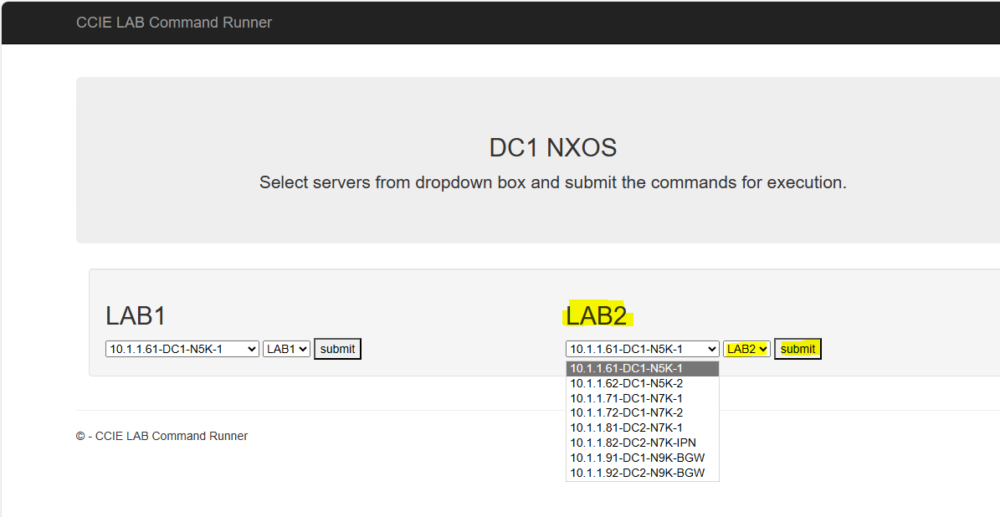 CCIE LAB Command Runner
DC1 NXOS
Select servers from dropdown box and submit the commands for execution.
LAB1
10.1.1.61-DC1-N5K-1 LAB1 submit
LAB2
10.1.1.61-DC1-N5K-1 LAB2 submit
10.1.1.61-DC1-N5K-1
10.1.1.62-DC1-N5K-2
10.1.1.71-DC1-N7K-1
10.1.1.72-DC1-N7K-2
10.1.1.81-DC2-N7K-1
10.1.1.82-DC2-N7K-IPN
10.1.1.91-DC1-N9K-BGW
10.1.1.92-DC2-N9K-BGW
© - CCIE LAB Command Runner